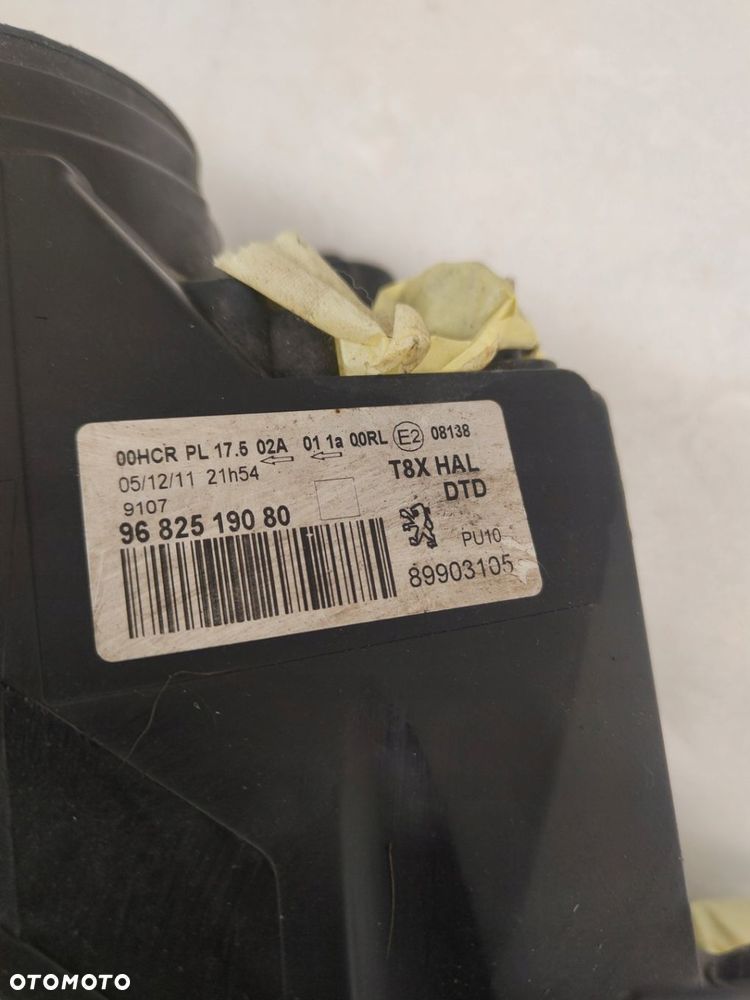 00HCR PL 17.5 02A 01 1a 00RL E2 08138
05/12/11 21h54
T8X HAL
DTD
9107
96 825 190 80
PU10
89903105
OTOMOTO